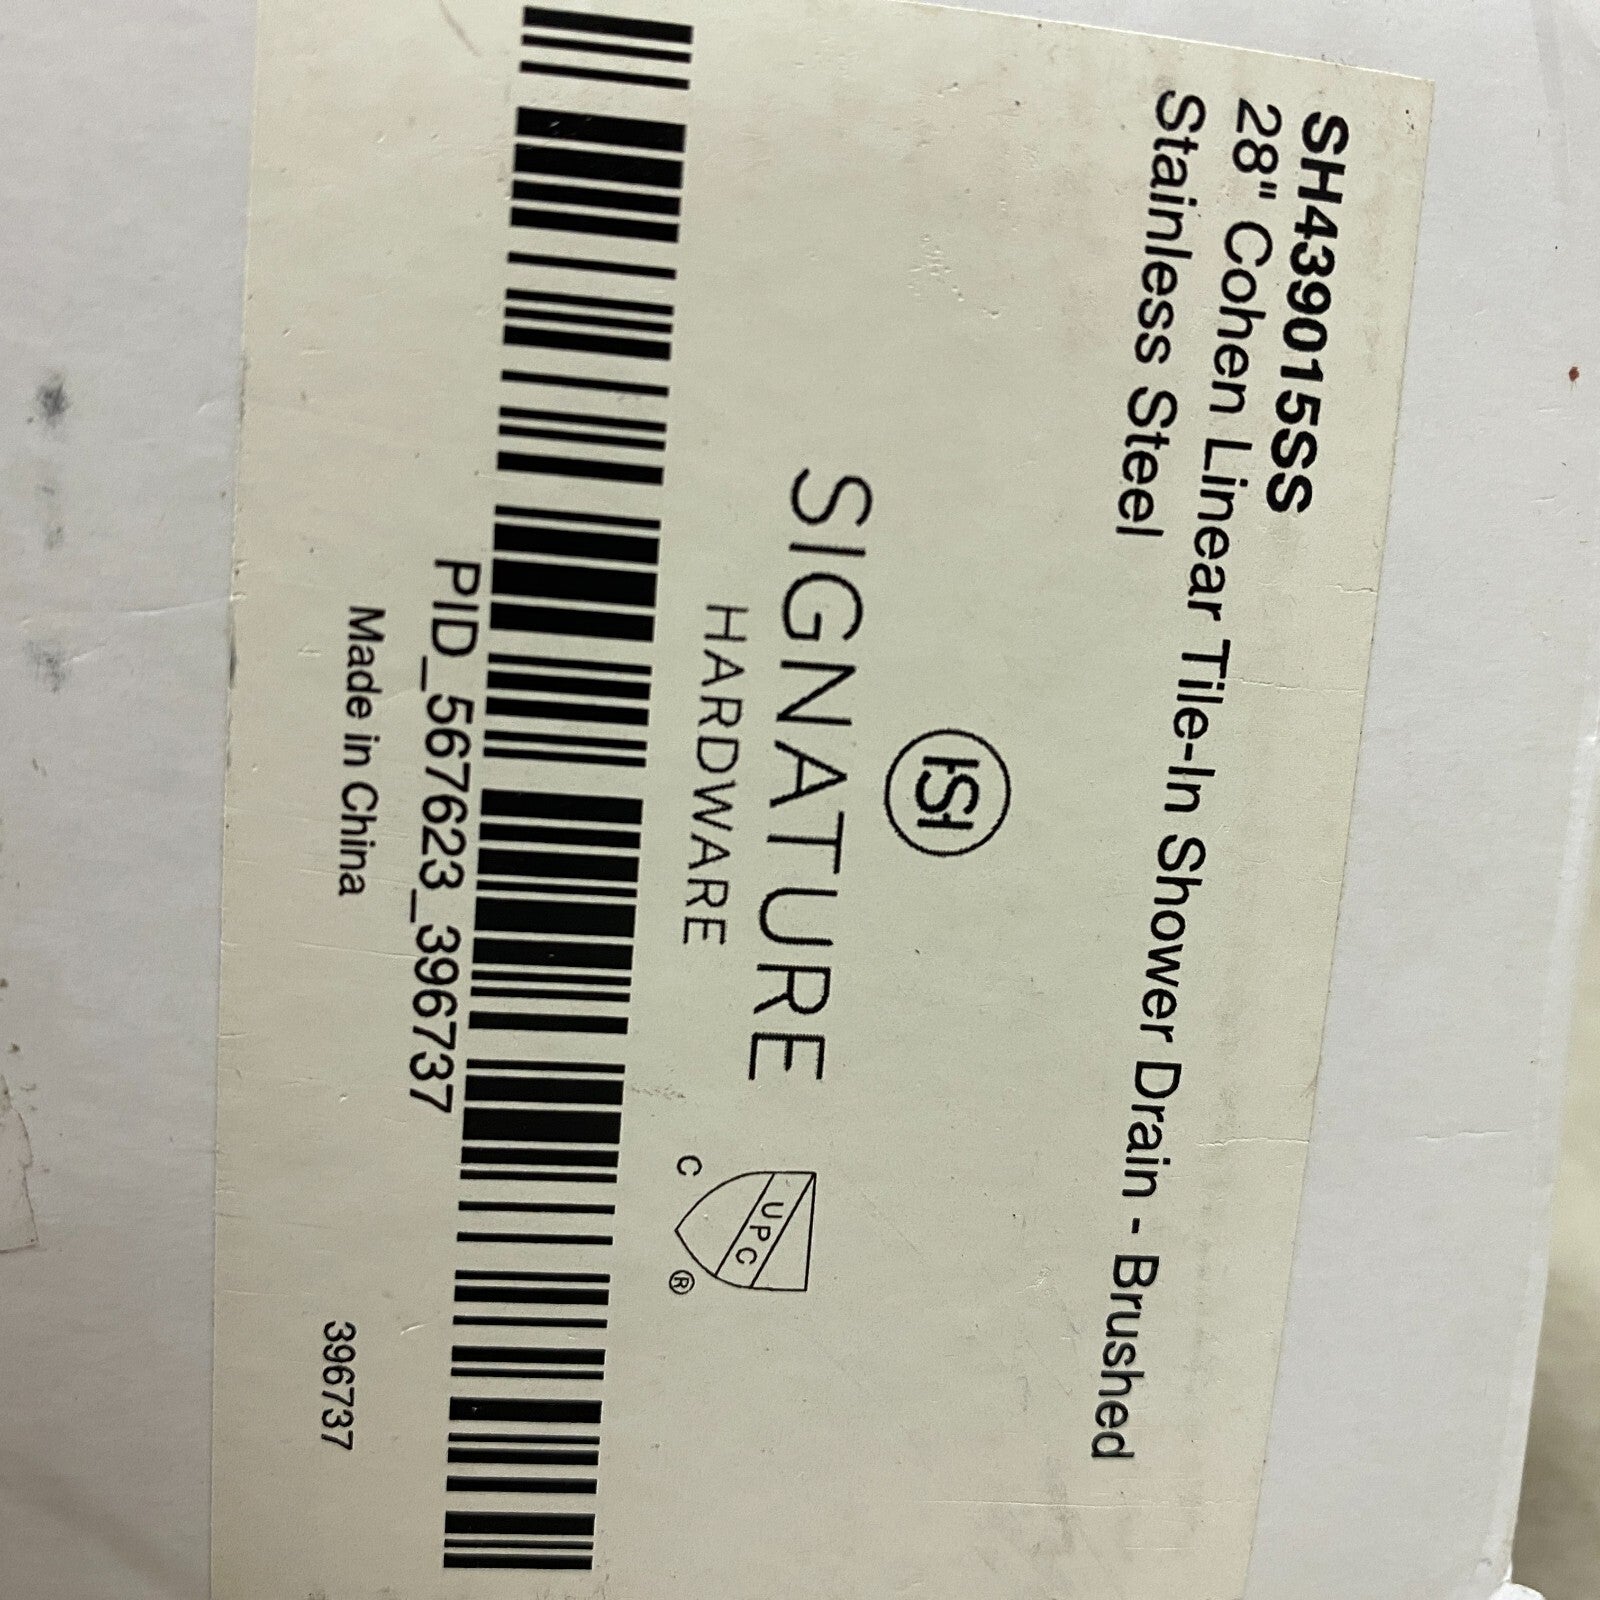 SH439015SS
28" Cohen Linear Tile-In Shower Drain - Brushed
Stainless Steel
SH
SIGNATURE
HARDWARE
UPC
C ®
PID_567623_396737
Made in China
396737